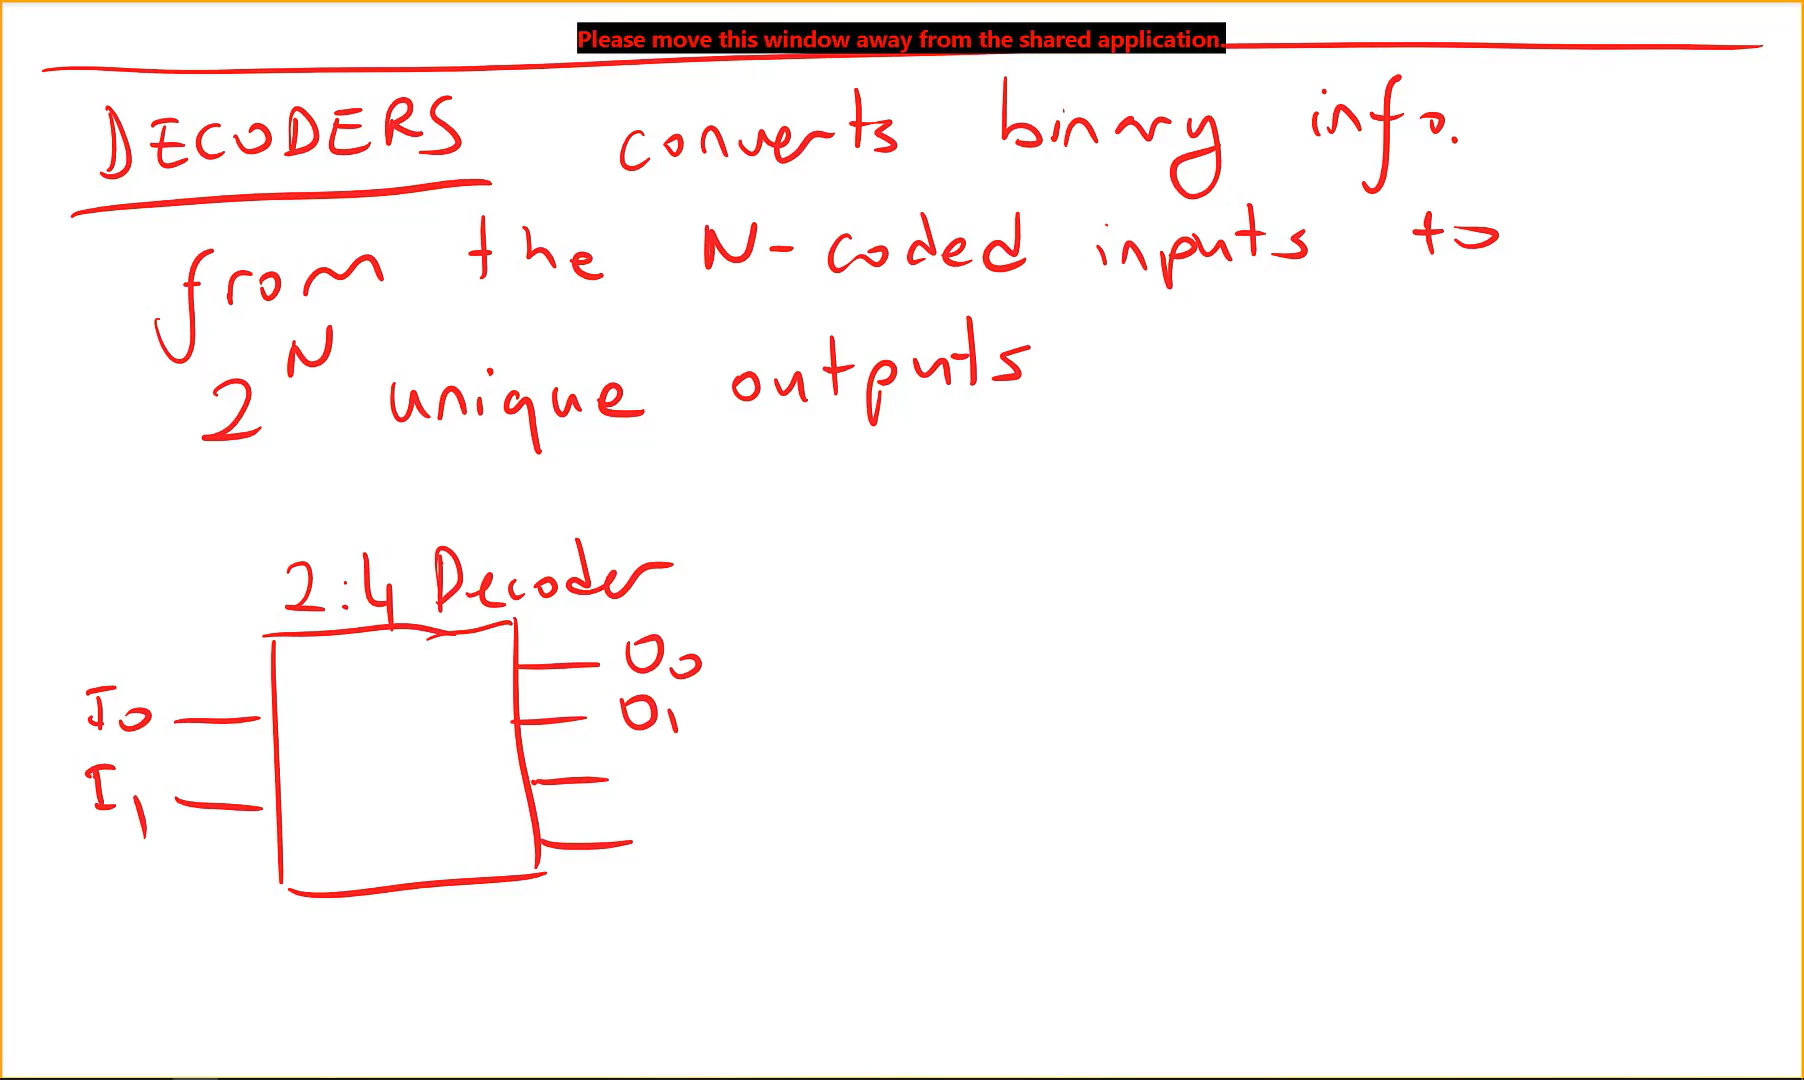 Please move this window away from the shared application.
DECODERS converts binary info.
from the N-coded inputs to
2^N unique outputs
2:4 Decoder
O0
I0
O1
I1